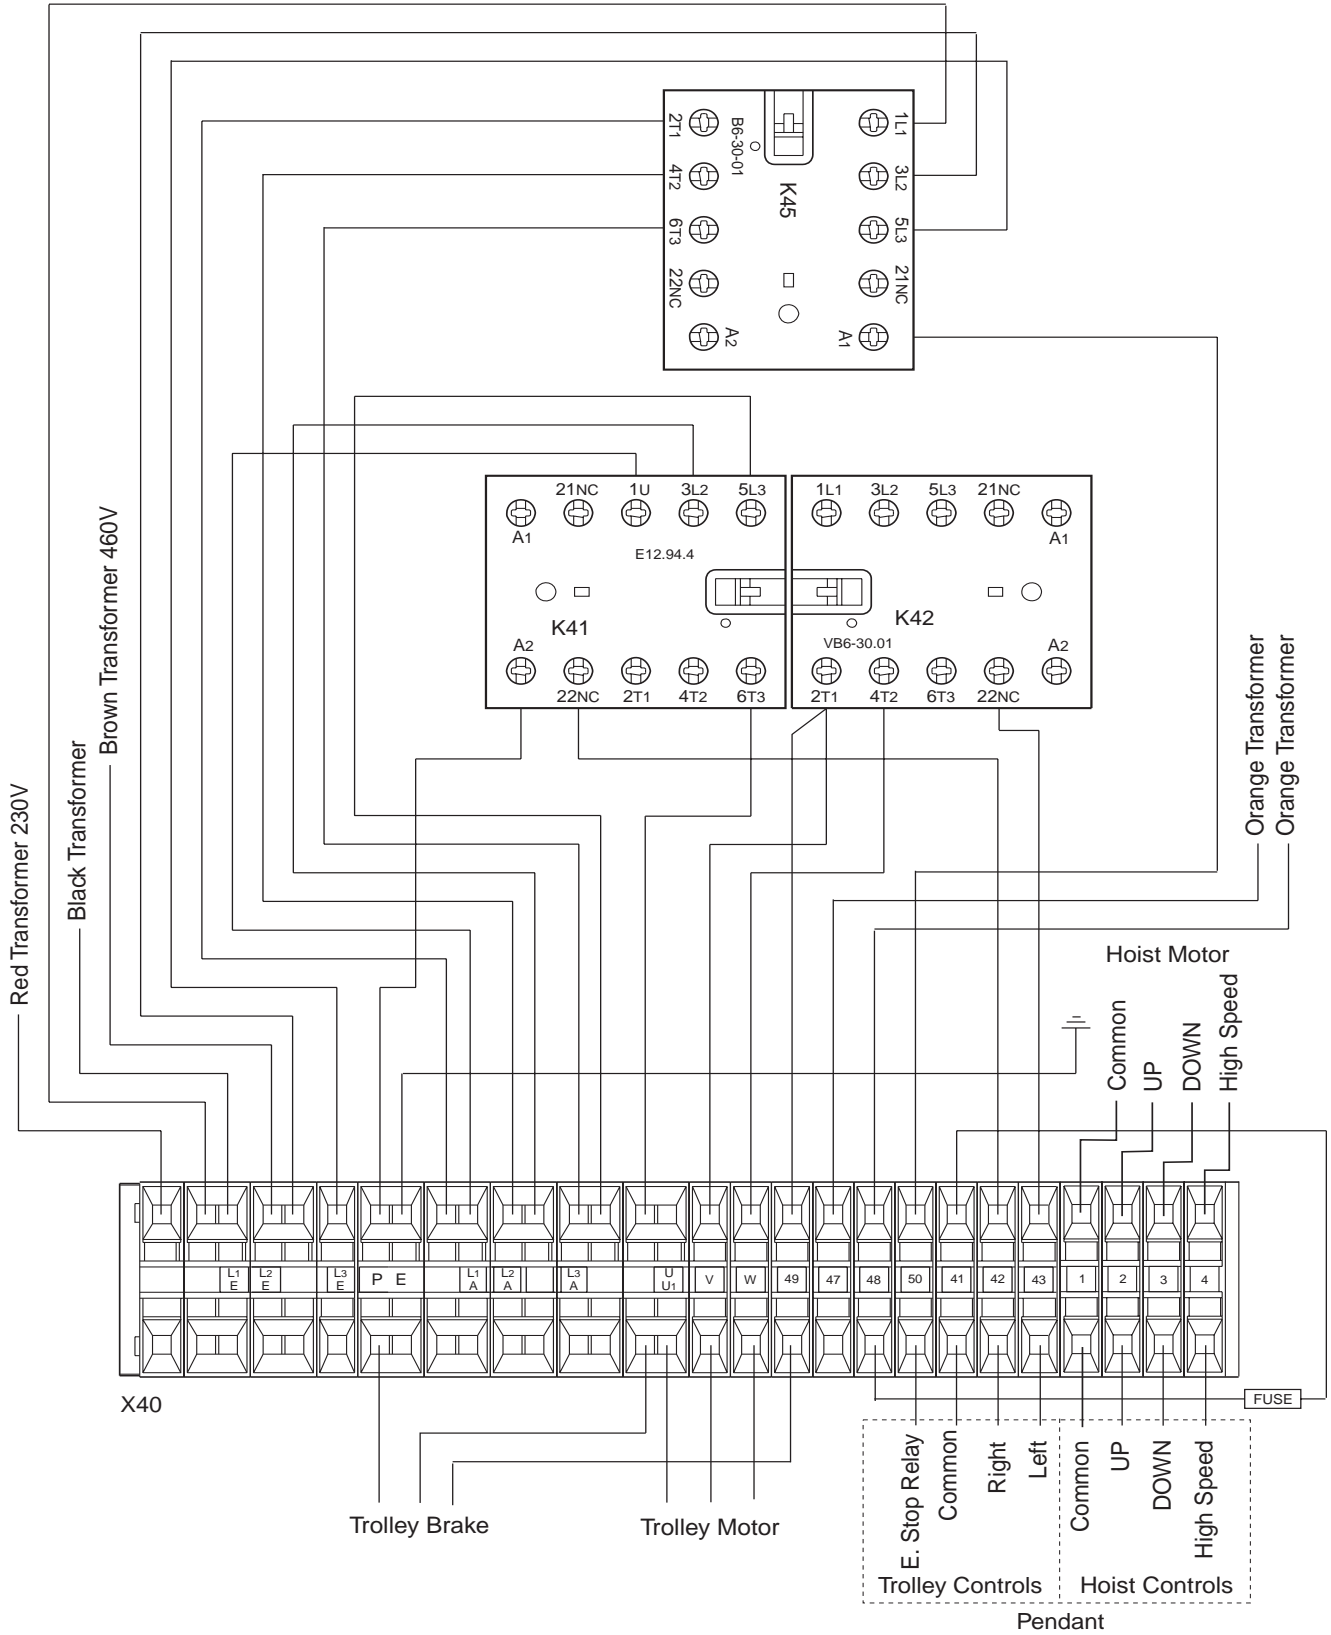 2T1
4T2
6T3
22NC
A2
B6-30-01
K45
1L1
3L2
5L3
21NC
A1
21NC
1U
3L2
5L3
A1
E12.94.4
K41
A2
22NC
2T1
4T2
6T3
1L1
3L2
5L3
21NC
A1
K42
VB6-30.01
A2
2T1
4T2
6T3
22NC
Red Transformer 230V
Black Transformer
Brown Transformer 460V
Orange Transformer
Orange Transformer
Hoist Motor
Common
UP
DOWN
High Speed
L1 E
L2 E
L3 E
P E
L1 A
L2 A
L3 A
U U1
V
W
49
47
48
50
41
42
43
1
2
3
4
X40
FUSE
Trolley Brake
Trolley Motor
E. Stop Relay
Common
Right
Left
Common
UP
DOWN
High Speed
Trolley Controls
Hoist Controls
Pendant